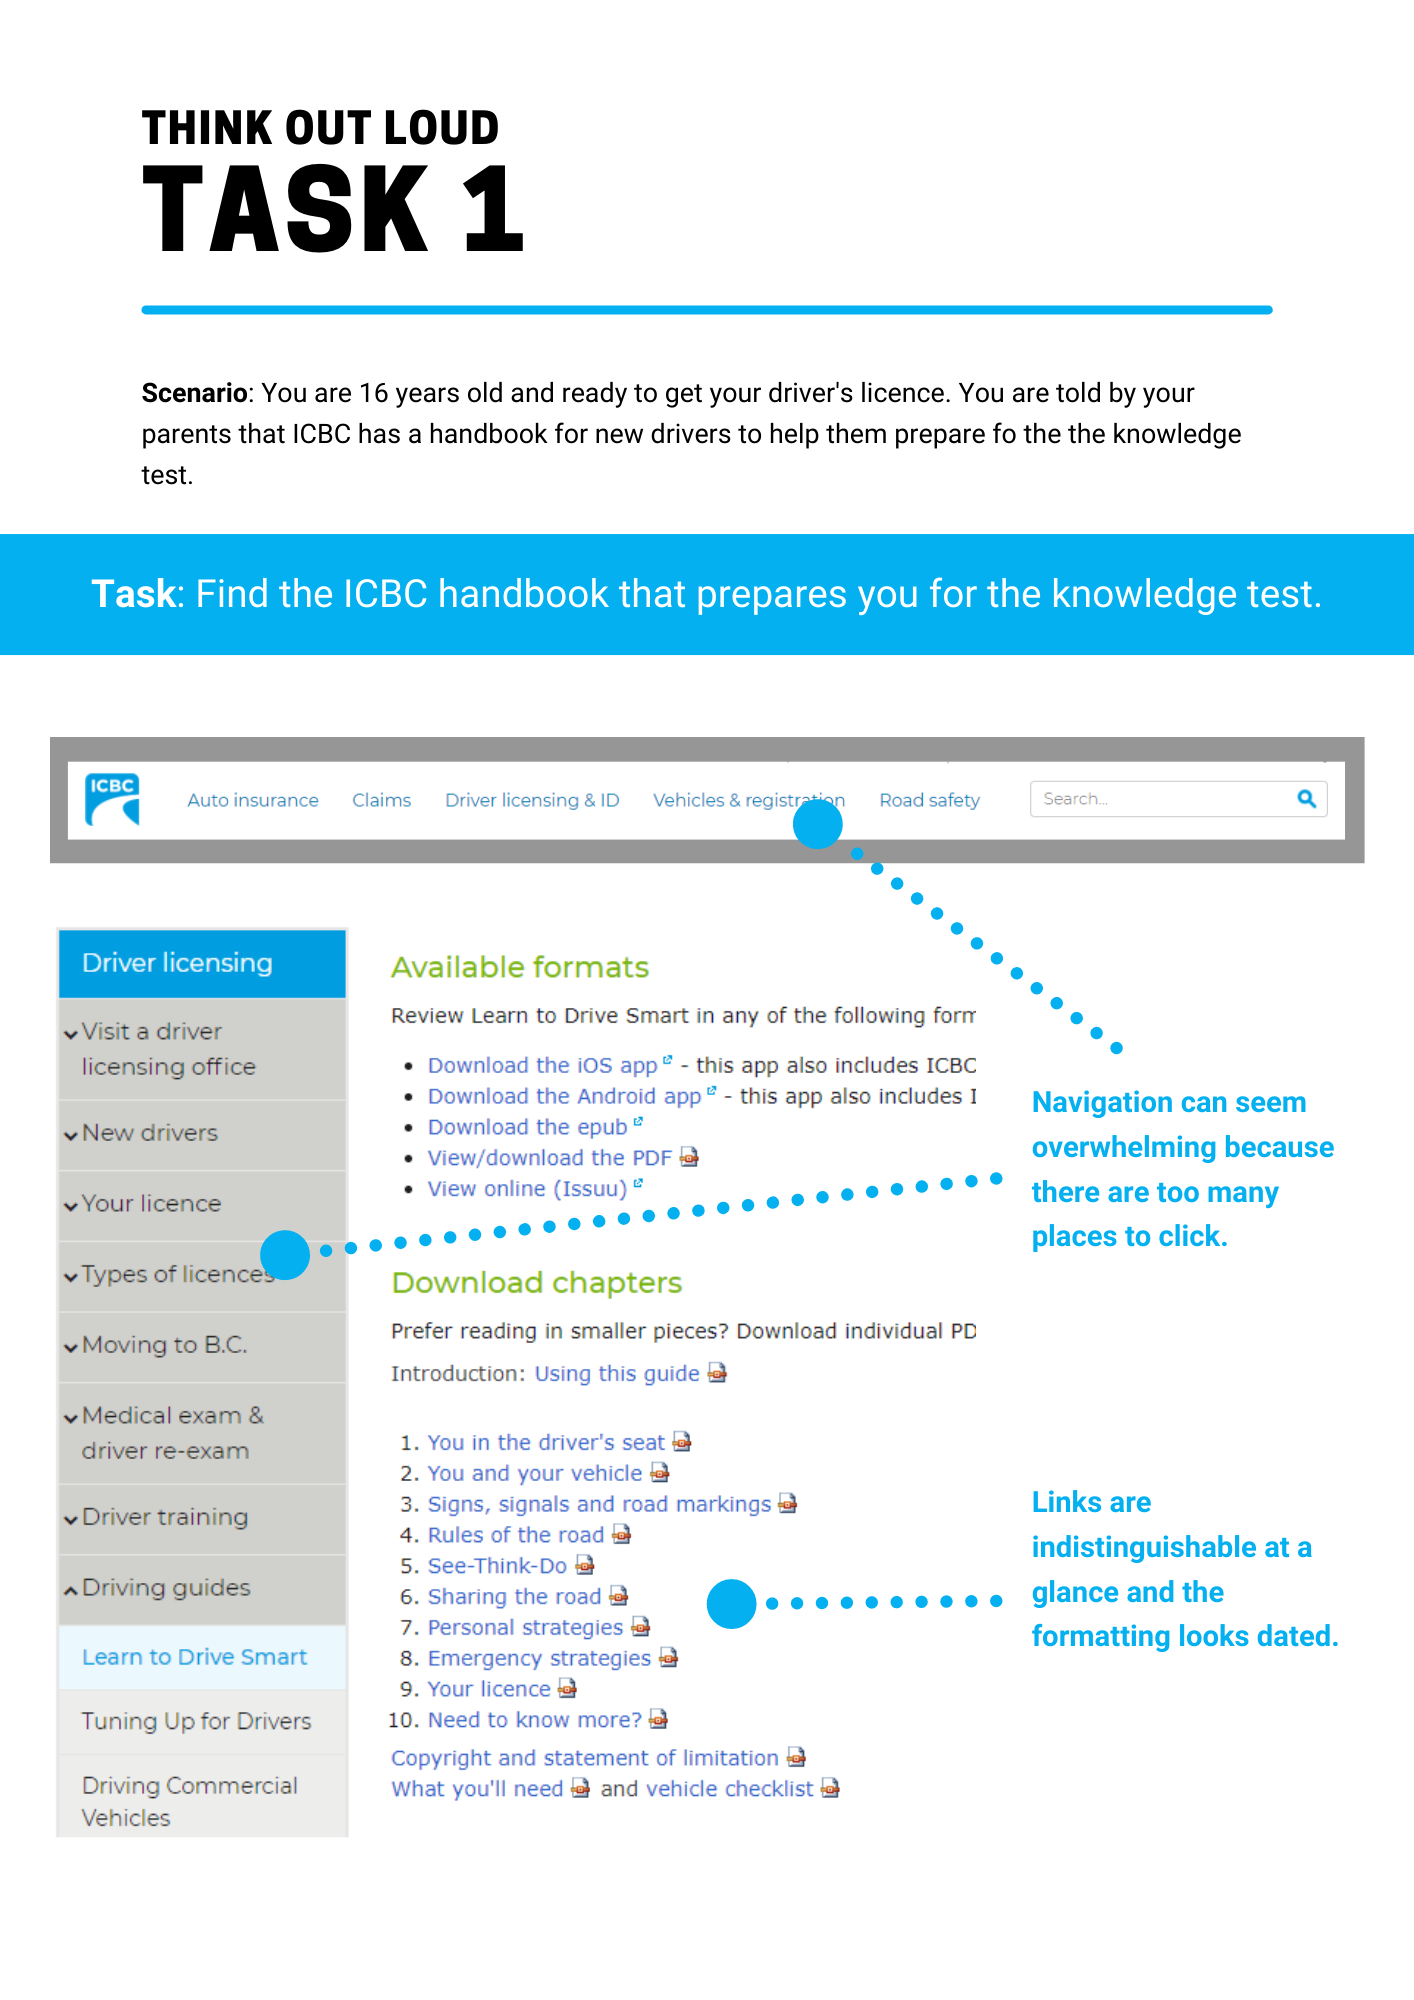 THINK OUT LOUD
TASK 1
Scenario: You are 16 years old and ready to get your driver's licence. You are told by your
parents that ICBC has a handbook for new drivers to help them prepare fo the the knowledge
test.
Task: Find the ICBC handbook that prepares you for the knowledge test.
ICBC
Auto insurance Claims Driver licensing & ID Vehicles & registration Road safety Search...
Driver licensing
Visit a driver
licensing office
New drivers
Your licence
Types of licences
Moving to B.C.
Medical exam &
driver re-exam
Driver training
Driving guides
Learn to Drive Smart
Tuning Up for Drivers
Driving Commercial
Vehicles
Available formats
Review Learn to Drive Smart in any of the following form
• Download the iOS app - this app also includes ICBC
• Download the Android app - this app also includes I
• Download the epub
• View/download the PDF
• View online (Issuu)
Download chapters
Prefer reading in smaller pieces? Download individual PD
Introduction: Using this guide
1. You in the driver's seat
2. You and your vehicle
3. Signs, signals and road markings
4. Rules of the road
5. See-Think-Do
6. Sharing the road
7. Personal strategies
8. Emergency strategies
9. Your licence
10. Need to know more?
Copyright and statement of limitation
What you'll need and vehicle checklist
Navigation can seem
overwhelming because
there are too many
places to click.
Links are
indistinguishable at a
glance and the
formatting looks dated.